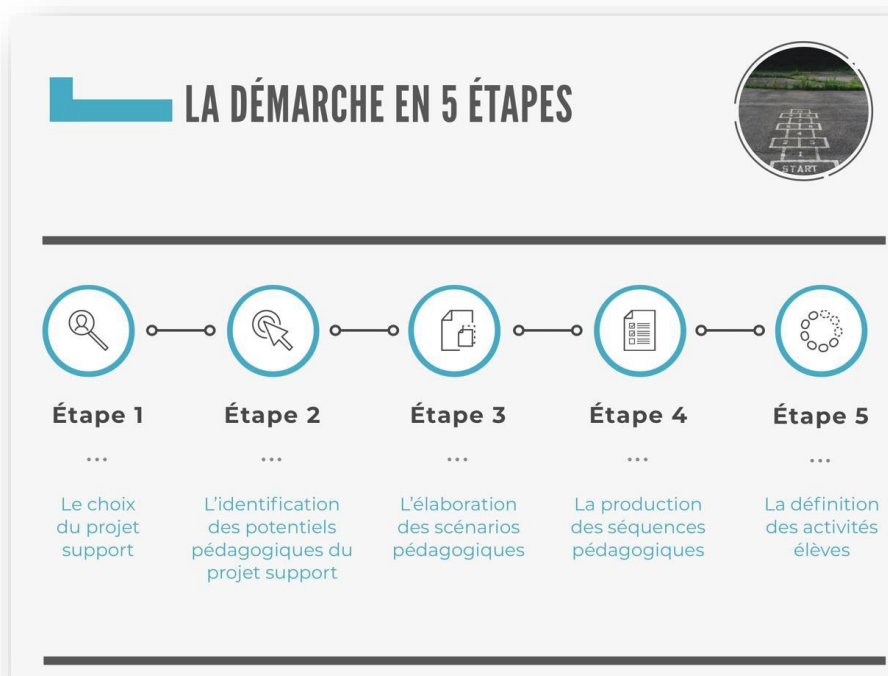 LA DÉMARCHE EN 5 ÉTAPES
START
Étape 1
...
Le choix
du projet
support
Étape 2
...
L'identification
des potentiels
pédagogiques du
projet support
Étape 3
...
L'élaboration
des scénarios
pédagogiques
Étape 4
...
La production
des séquences
pédagogiques
Étape 5
...
La définition
des activités
élèves